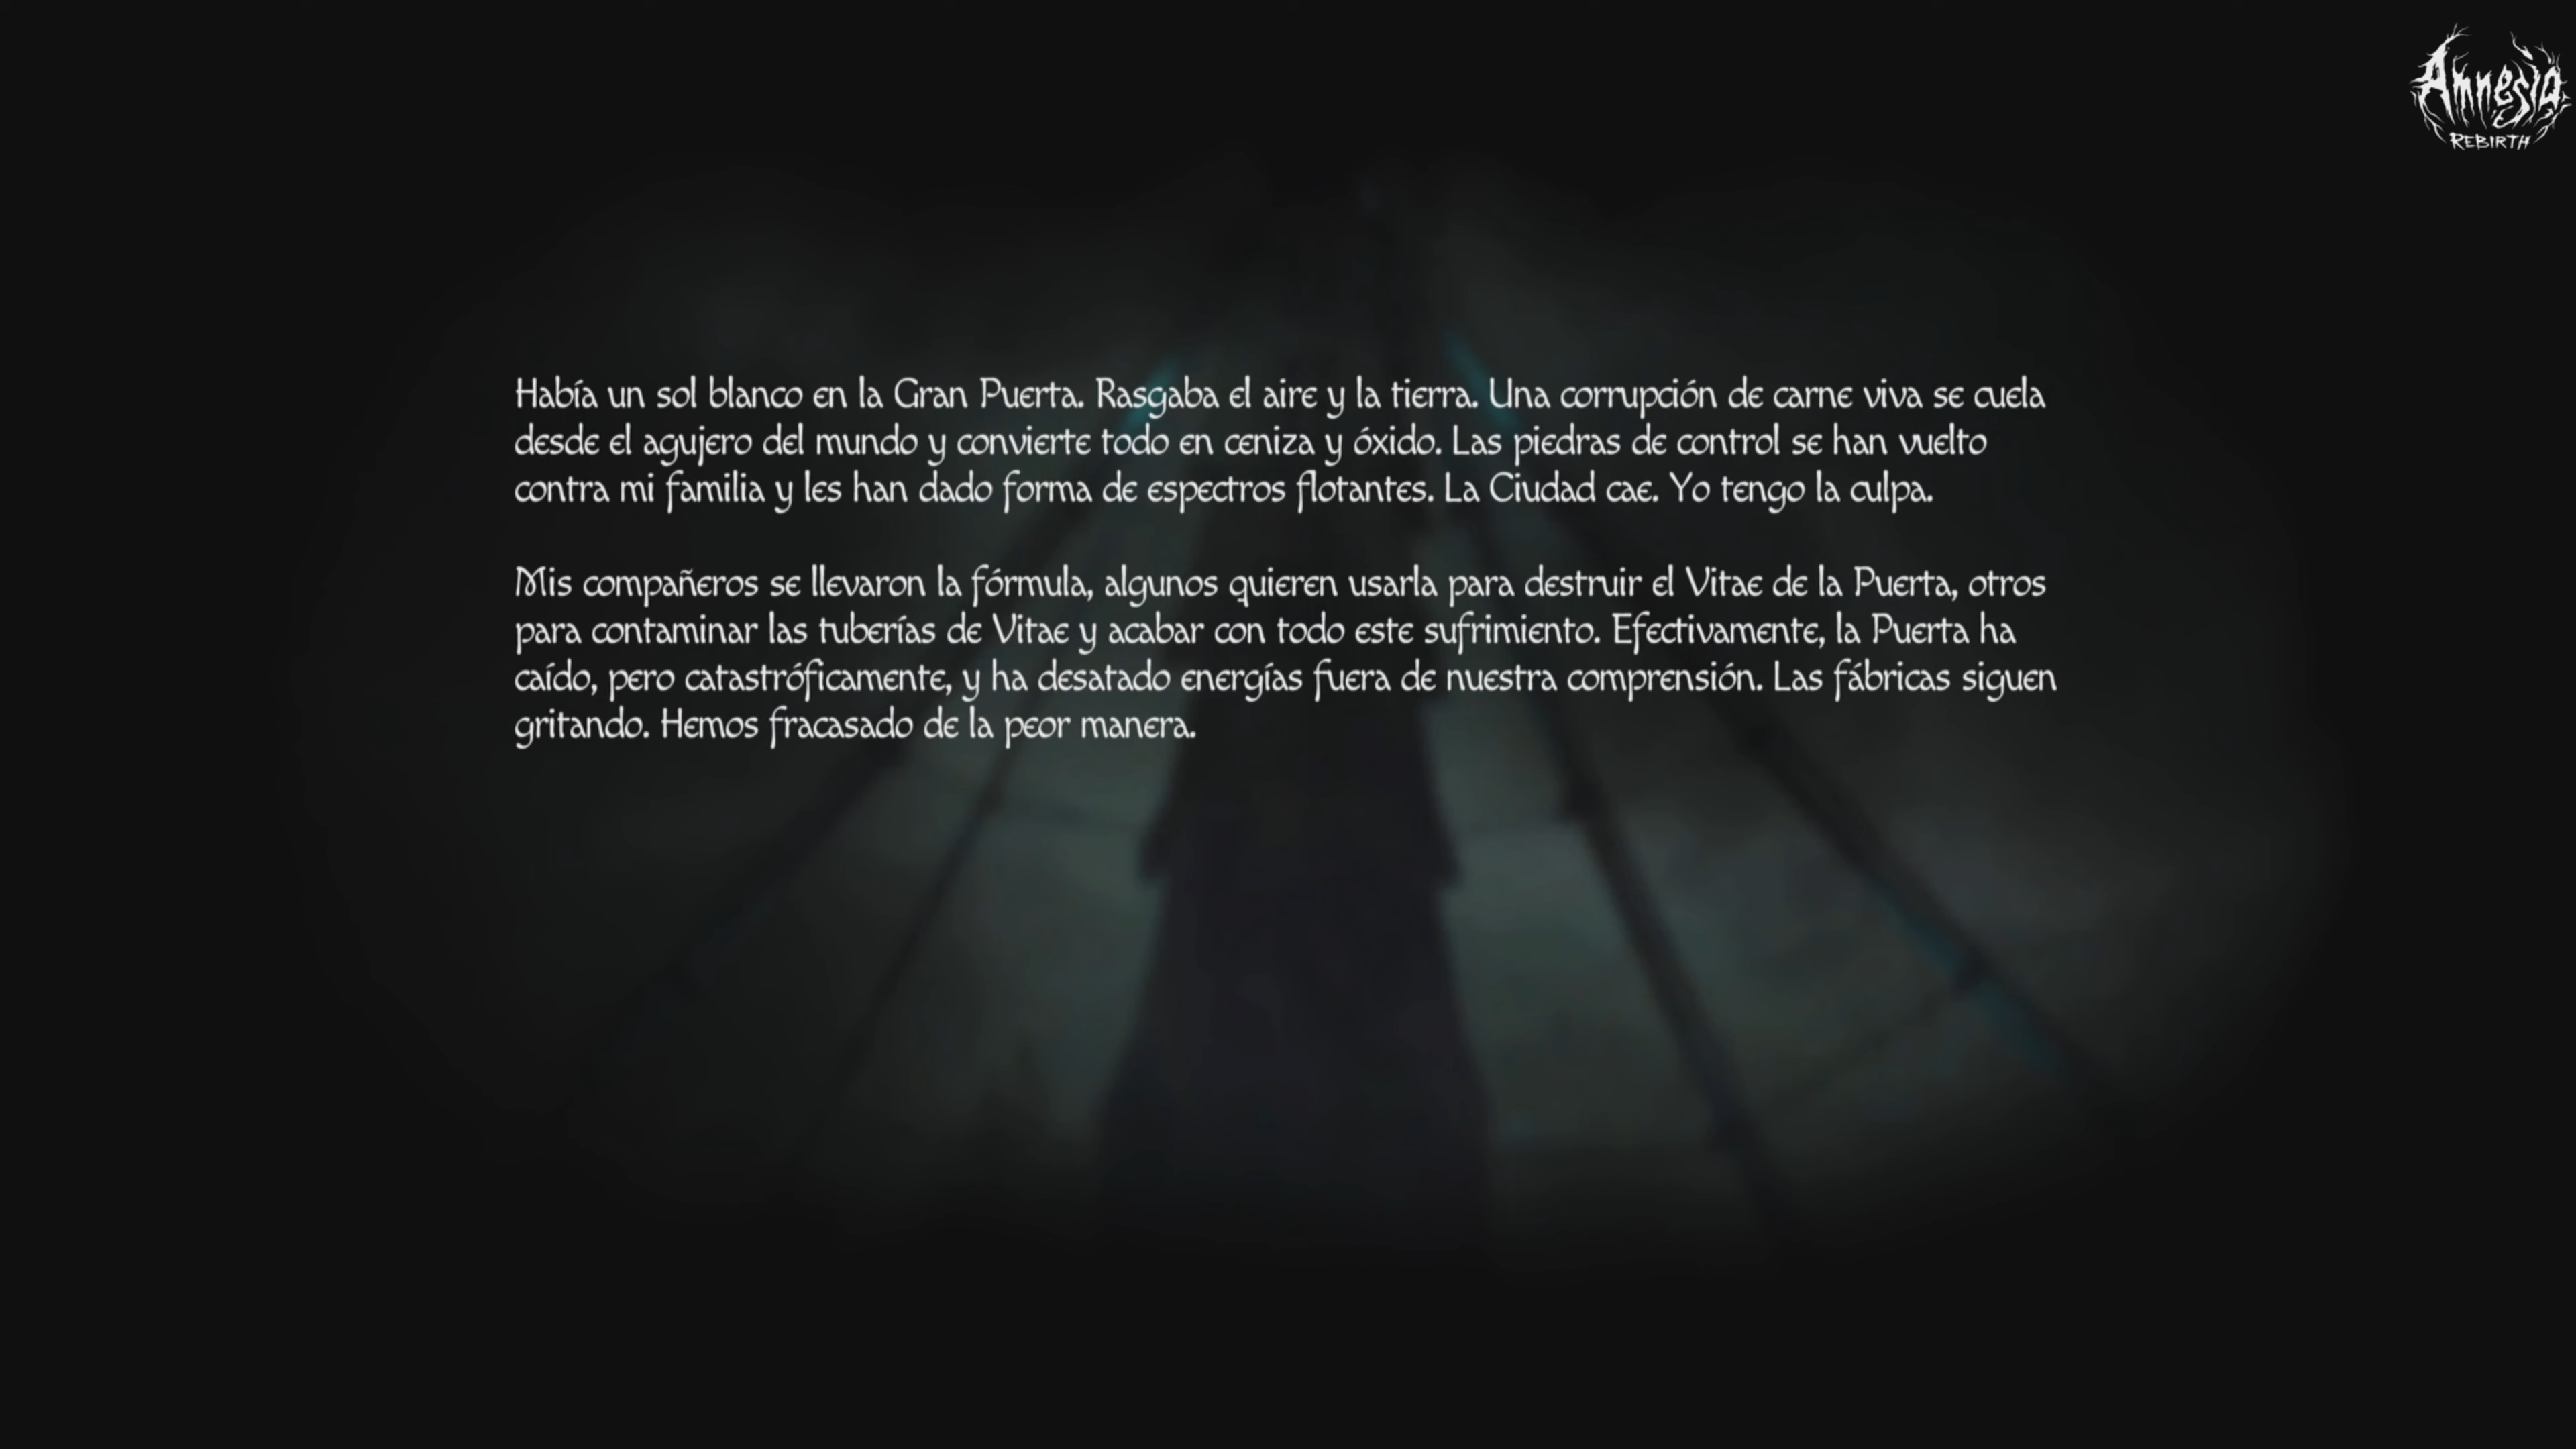 Amnesia
REBIRTH
Había un sol blanco en la Gran Puerta. Rasgaba el aire y la tierra. Una corrupción de carne viva se cuela
desde el agujero del mundo y convierte todo en ceniza y óxido. Las piedras de control se han vuelto
contra mi familia y les han dado forma de espectros flotantes. La Ciudad cae. Yo tengo la culpa.
Mis compañeros se llevaron la fórmula, algunos quieren usarla para destruir el Vitae de la Puerta, otros
para contaminar las tuberías de Vitae y acabar con todo este sufrimiento. Efectivamente, la Puerta ha
caído, pero catastróficamente, y ha desatado energías fuera de nuestra comprensión. Las fábricas siguen
gritando. Hemos fracasado de la peor manera.